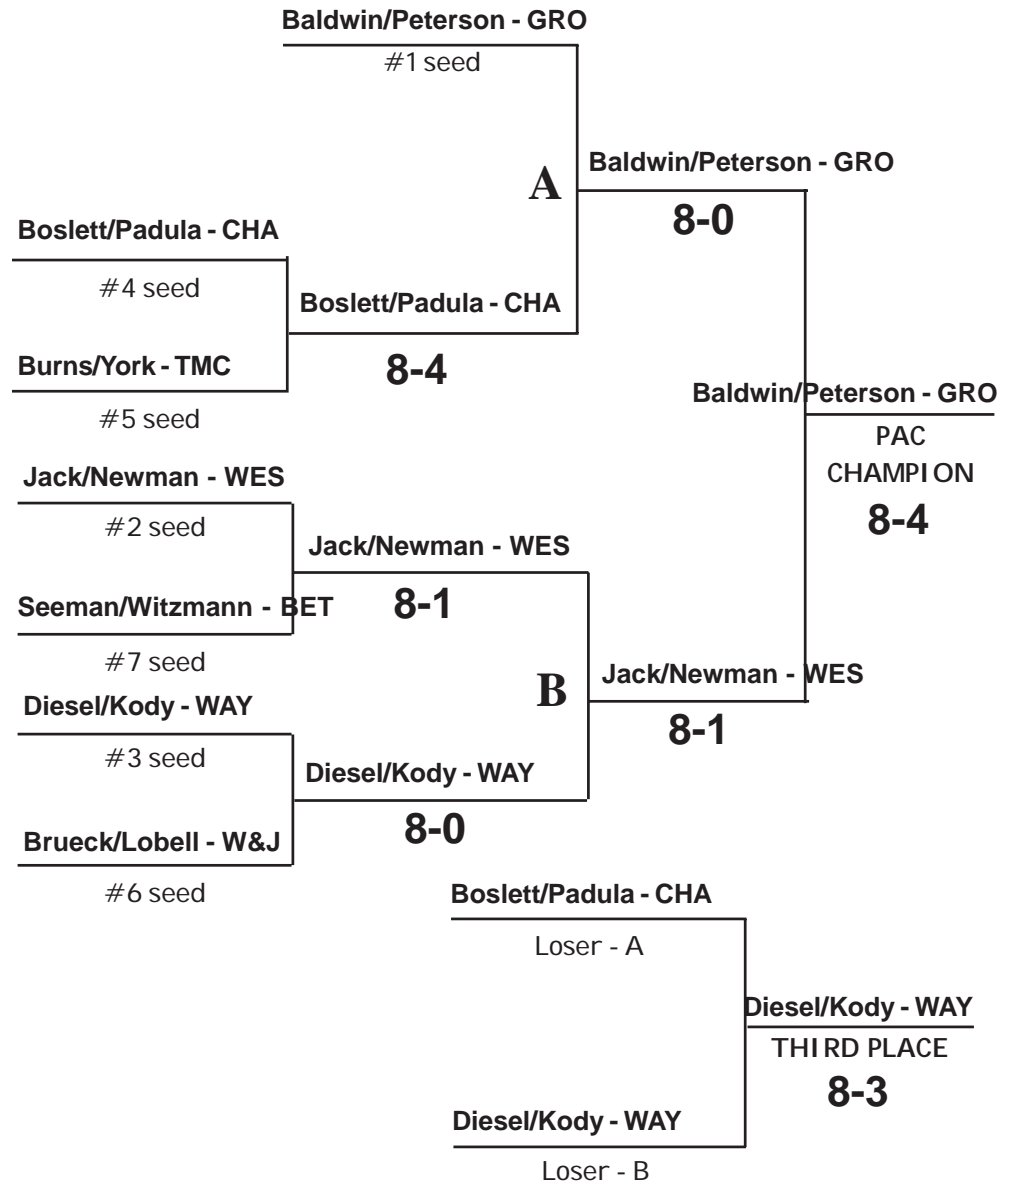 Baldwin/Peterson - GRO
#1 seed
Baldwin/Peterson - GRO
A
8-0
Boslett/Padula - CHA
#4 seed
Boslett/Padula - CHA
8-4
Burns/York - TMC
#5 seed
Baldwin/Peterson - GRO
PAC
CHAMPION
8-4
Jack/Newman - WES
#2 seed
Jack/Newman - WES
8-1
Seeman/Witzmann - BET
#7 seed
Jack/Newman - WES
B
8-1
Diesel/Kody - WAY
#3 seed
Diesel/Kody - WAY
8-0
Brueck/Lobell - W&J
#6 seed
Boslett/Padula - CHA
Loser - A
Diesel/Kody - WAY
THIRD PLACE
8-3
Diesel/Kody - WAY
Loser - B